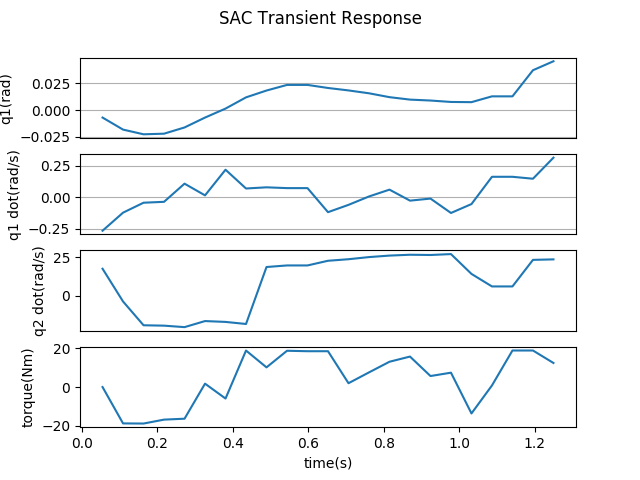 SAC Transient Response
q1(rad)
0.025
0.000
−0.025
q1 dot(rad/s)
0.25
0.00
−0.25
q2 dot(rad/s)
25
0
torque(Nm)
20
0
−20
0.0 0.2 0.4 0.6 0.8 1.0 1.2
time(s)